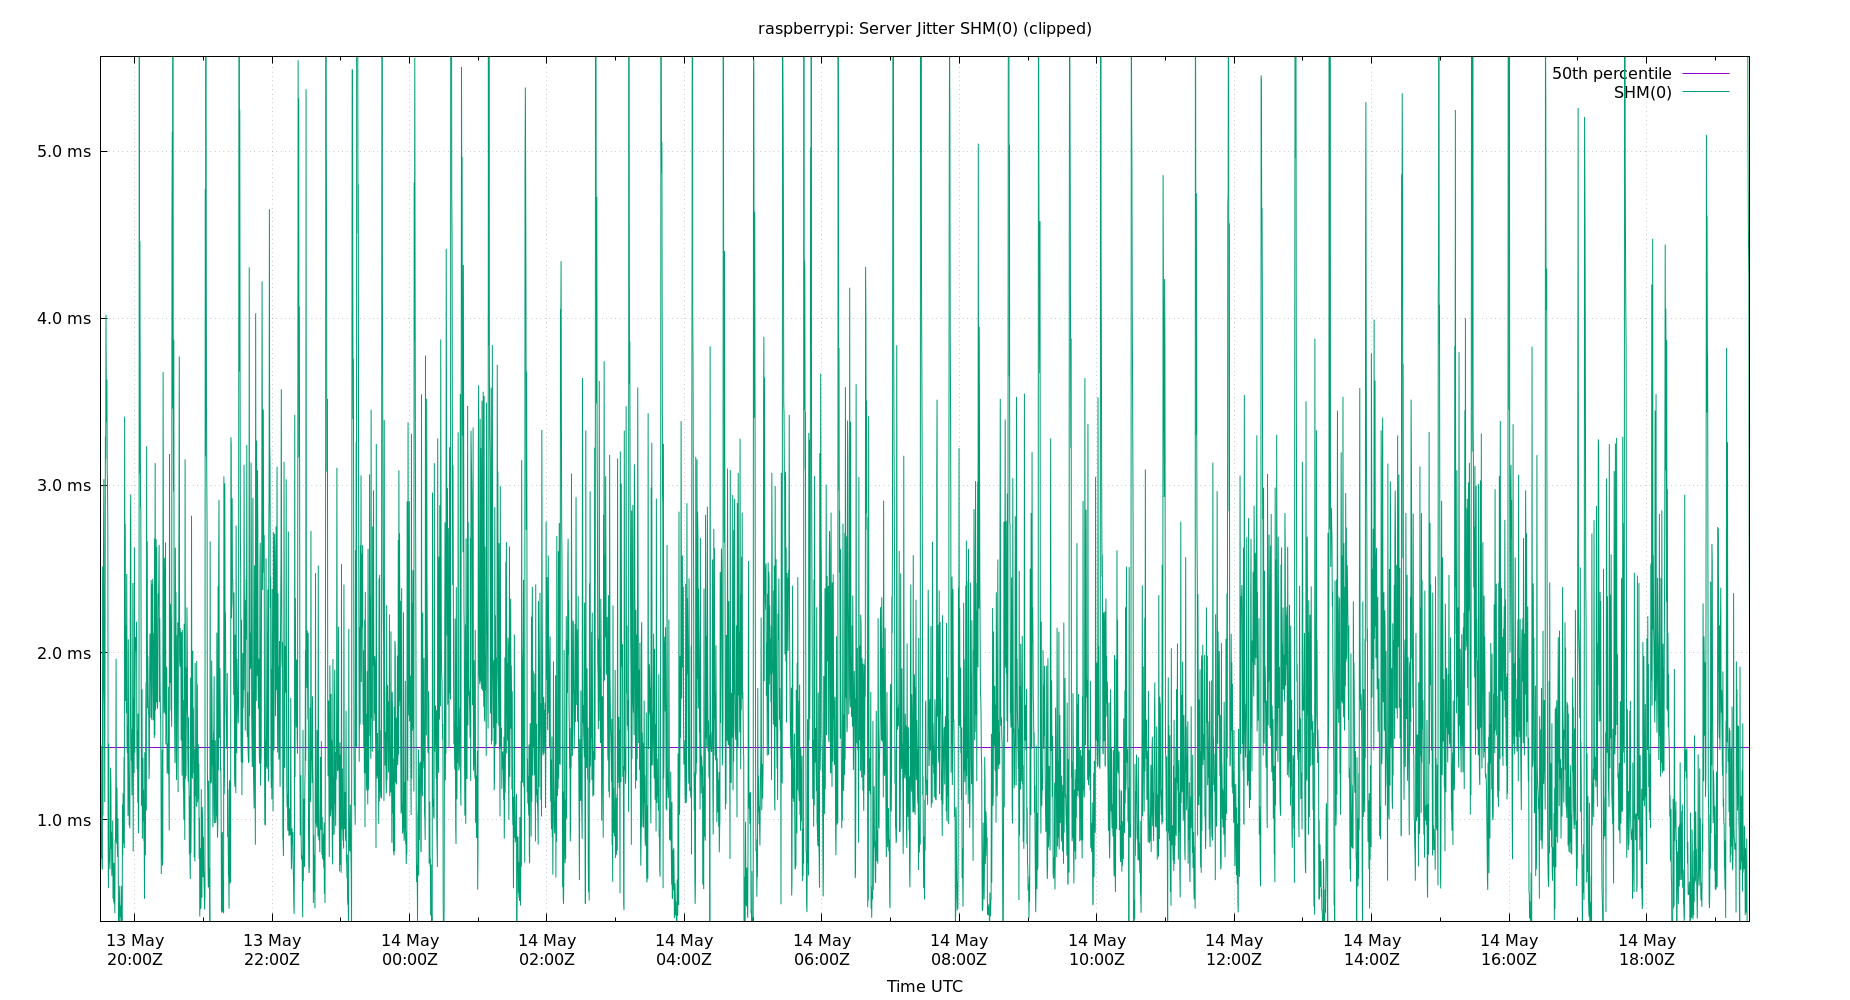 raspberrypi: Server Jitter SHM(0) (clipped)
50th percentile
SHM(0)
5.0 ms
4.0 ms
3.0 ms
2.0 ms
1.0 ms
13 May 13 May 14 May 14 May 14 May 14 May 14 May 14 May 14 May 14 May 14 May 14 May
20:00Z 22:00Z 00:00Z 02:00Z 04:00Z 06:00Z 08:00Z 10:00Z 12:00Z 14:00Z 16:00Z 18:00Z
Time UTC